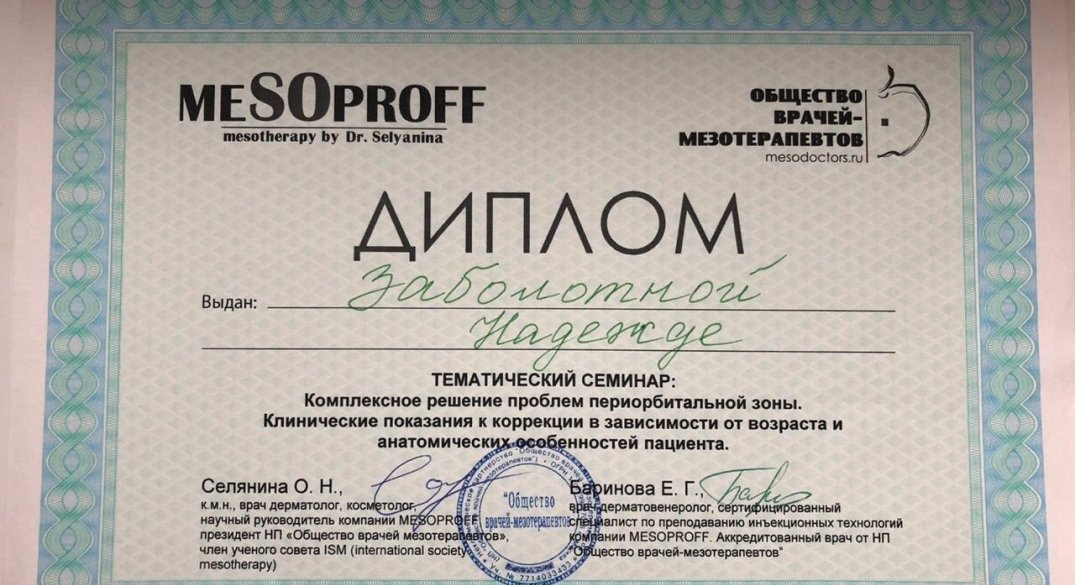 MESOPROFF
mesotherapy by Dr. Selyanina
ОБЩЕСТВО
ВРАЧЕЙ-
МЕЗОТЕРАПЕВТОВ
mesodoctors.ru
ДИПЛОМ
Выдан: Заболотной
Надежде
ТЕМАТИЧЕСКИЙ СЕМИНАР:
Комплексное решение проблем периорбитальной зоны.
Клинические показания к коррекции в зависимости от возраста и
анатомических особенностей пациента.
Селянина О. Н.,
к.м.н., врач дерматолог, косметолог,
научный руководитель компании MESOPROFF,
президент НП «Общество врачей мезотерапевтов»,
член ученого совета ISM (international society
mesotherapy)
"Общество
врачей-мезотерапевтов
№ 7714033433
Баринова Е. Г.,
врач-дерматовенеролог, сертифицированный
специалист по преподаванию инъекционных технологий
компании MESOPROFF. Аккредитованный врач от НП
"Общество врачей-мезотерапевтов"